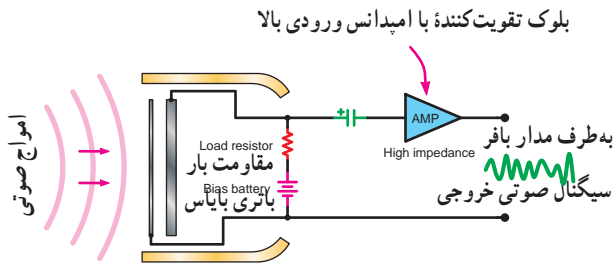 بلوک تقویت‌کنندهٔ با امپدانس ورودی بالا
امواج صوتی
+
AMP
High impedance
Load resistor
مقاومت بار
Bias battery
باتری بایاس
به‌طرف مدار بافر
سیگنال صوتی خروجی